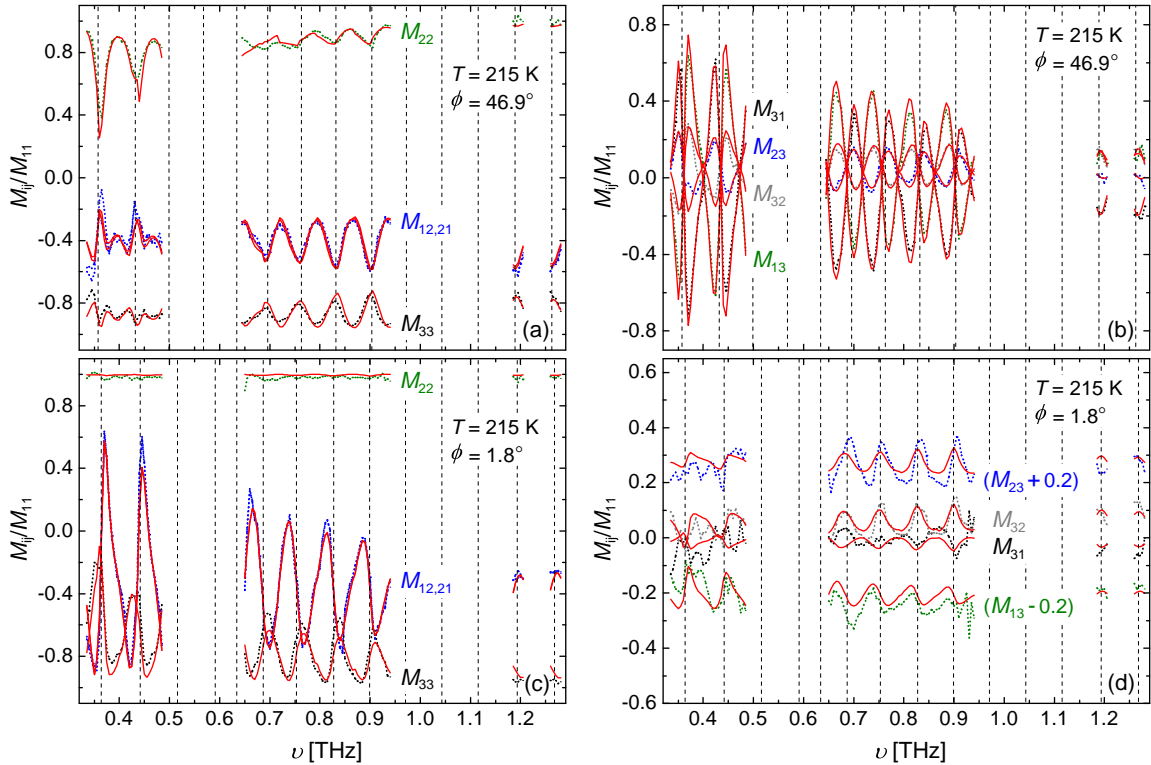 0.8
0.4
0.0
-0.4
-0.8
Mij/M11
M22
T = 215 K
ϕ = 46.9°
M12,21
M33
(a)
0.8
0.4
0.0
-0.4
-0.8
Mij/M11
T = 215 K
ϕ = 46.9°
M31
M23
M32
M13
(b)
0.8
0.4
0.0
-0.4
-0.8
Mij/M11
M22
T = 215 K
ϕ = 1.8°
M12,21
M33
(c)
0.4 0.5 0.6 0.7 0.8 0.9 1.0 1.1 1.2
υ [THz]
0.6
0.4
0.2
0.0
-0.2
-0.4
-0.6
Mij/M11
T = 215 K
ϕ = 1.8°
(M23 + 0.2)
M32
M31
(M13 - 0.2)
(d)
0.4 0.5 0.6 0.7 0.8 0.9 1.0 1.1 1.2
υ [THz]